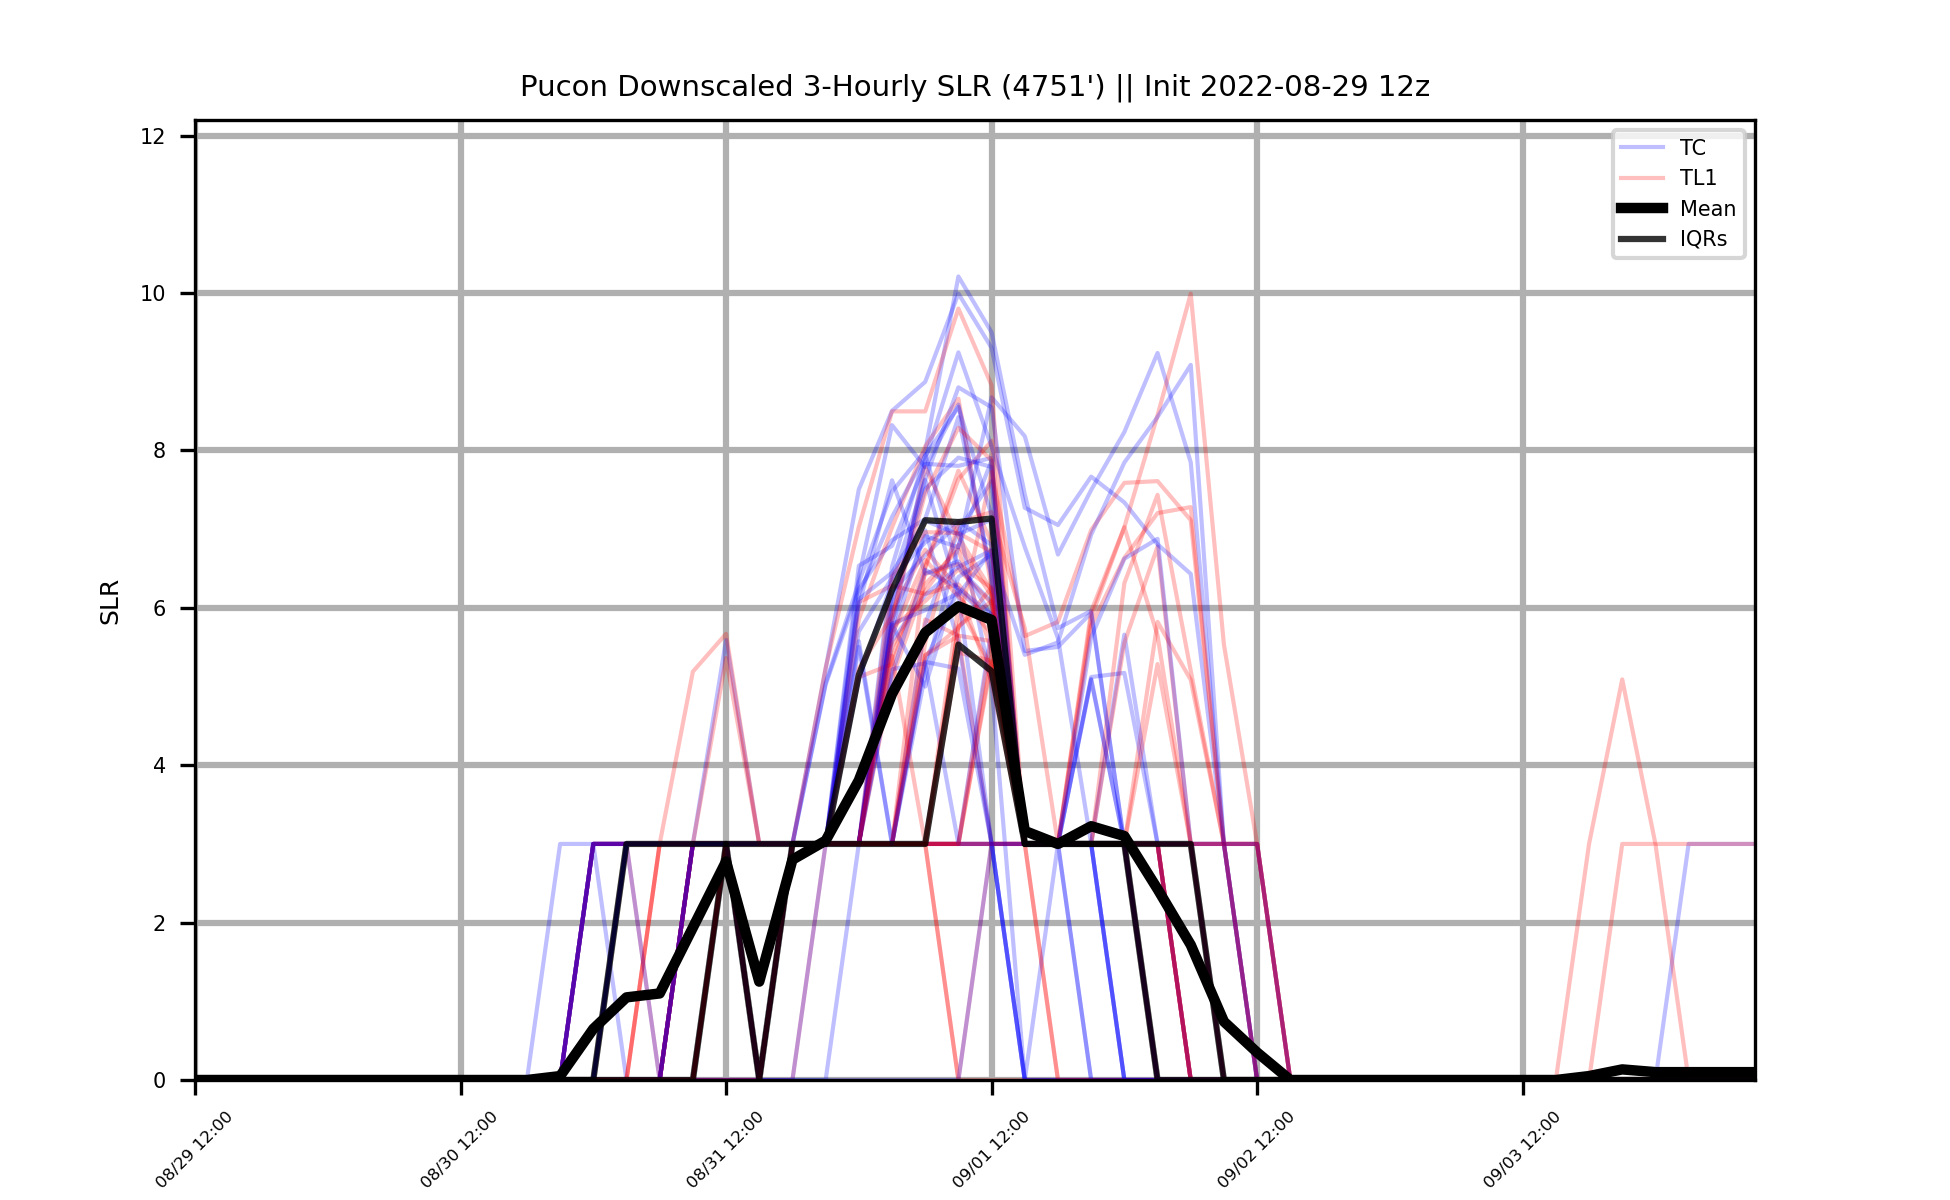 Pucon Downscaled 3-Hourly SLR (4751') || Init 2022-08-29 12z
12
10
8
6
4
2
0
SLR
TC
TL1
Mean
IQRs
08/29 12:00
08/30 12:00
08/31 12:00
09/01 12:00
09/02 12:00
09/03 12:00